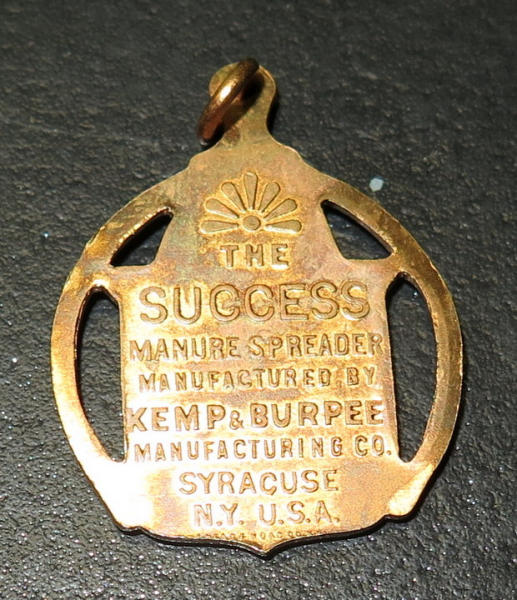 THE
SUCCESS
MANURE SPREADER
MANUFACTURED BY
KEMP & BURPEE
MANUFACTURING CO.
SYRACUSE
N.Y. U.S.A.